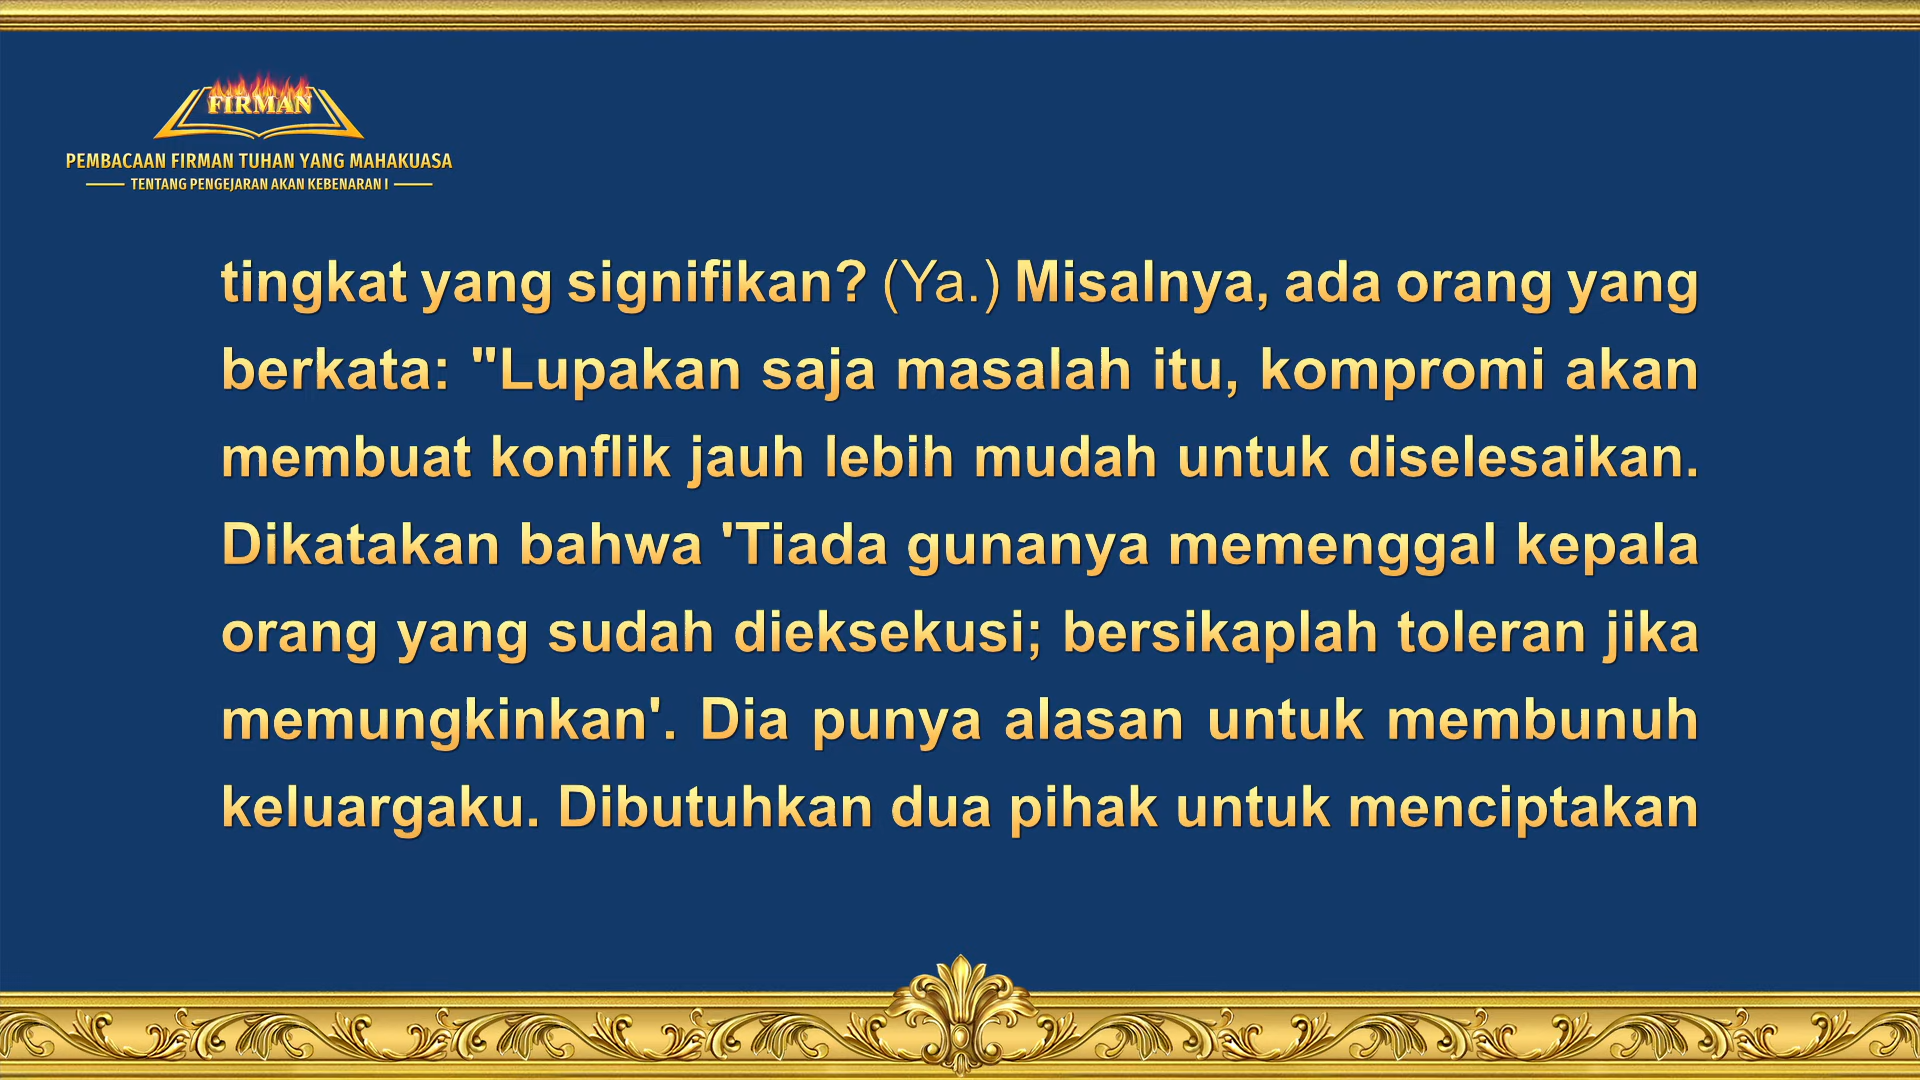 FIRMAN
PEMBACAAN FIRMAN TUHAN YANG MAHAKUASA
TENTANG PENGEJARAN AKAN KEBENARAN I
tingkat yang signifikan? (Ya.) Misalnya, ada orang yang
berkata: "Lupakan saja masalah itu, kompromi akan
membuat konflik jauh lebih mudah untuk diselesaikan.
Dikatakan bahwa 'Tiada gunanya memenggal kepala
orang yang sudah dieksekusi; bersikaplah toleran jika
memungkinkan'. Dia punya alasan untuk membunuh
keluargaku. Dibutuhkan dua pihak untuk menciptakan